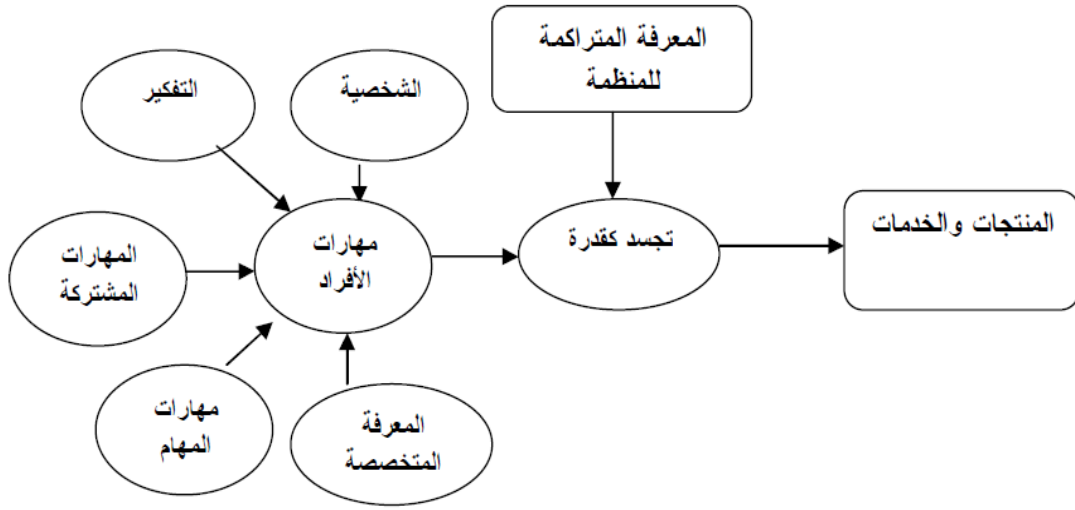 المعرفة المتراكمة
للمنظمة
الشخصية
التفكير
المنتجات والخدمات
تجسد كقدرة
مهارات
الأفراد
المهارات
المشتركة
المعرفة
المتخصصة
مهارات
المهام